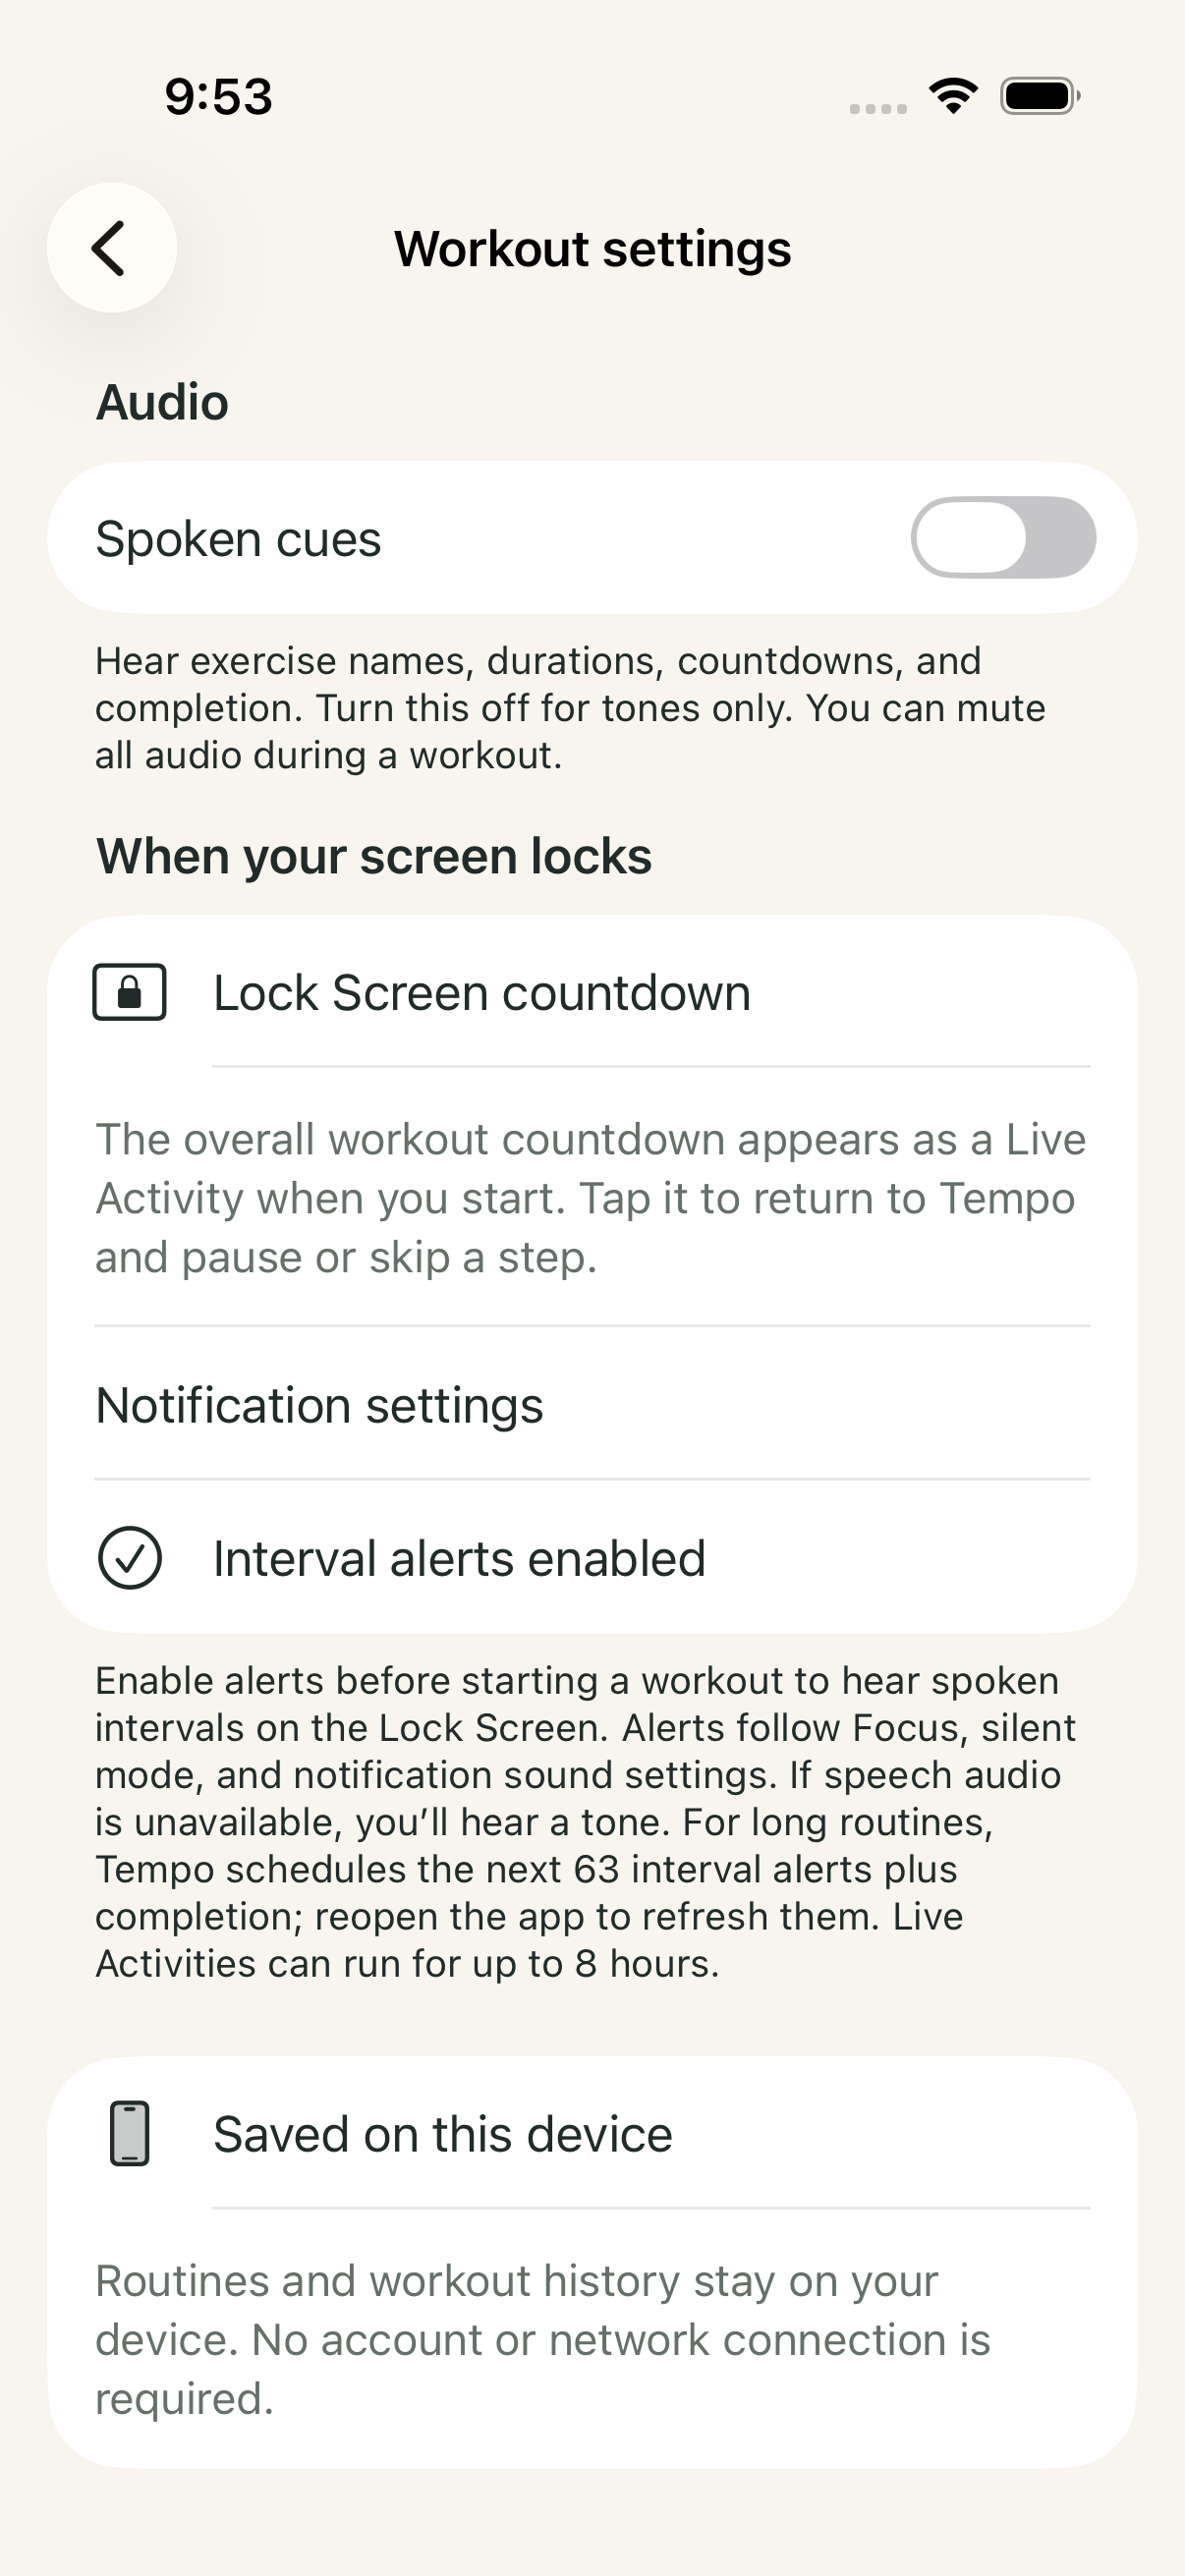 9:53
Workout settings
Audio
Spoken cues
Hear exercise names, durations, countdowns, and
completion. Turn this off for tones only. You can mute
all audio during a workout.
When your screen locks
Lock Screen countdown
The overall workout countdown appears as a Live
Activity when you start. Tap it to return to Tempo
and pause or skip a step.
Notification settings
Interval alerts enabled
Enable alerts before starting a workout to hear spoken
intervals on the Lock Screen. Alerts follow Focus, silent
mode, and notification sound settings. If speech audio
is unavailable, you’ll hear a tone. For long routines,
Tempo schedules the next 63 interval alerts plus
completion; reopen the app to refresh them. Live
Activities can run for up to 8 hours.
Saved on this device
Routines and workout history stay on your
device. No account or network connection is
required.